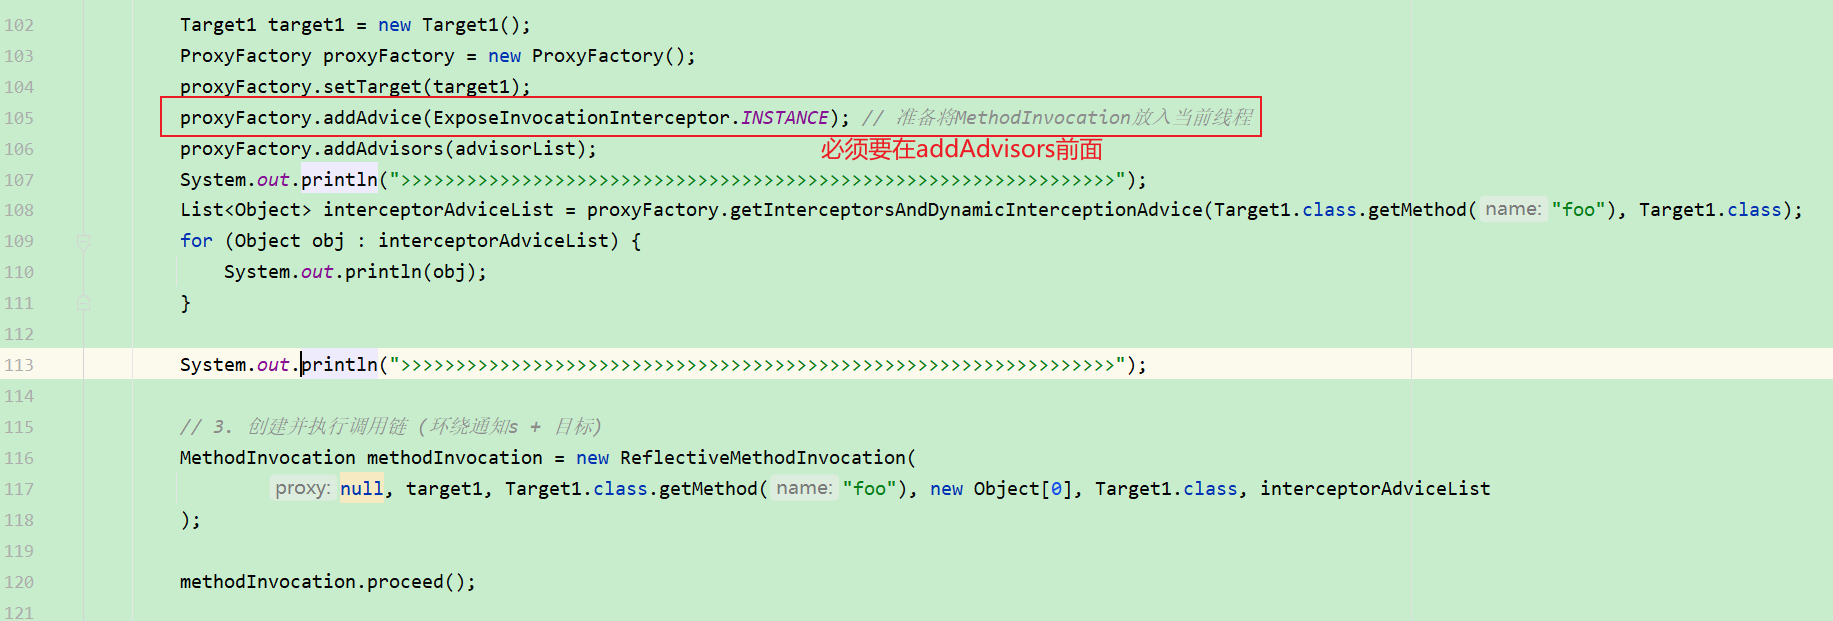 102 Target1 target1 = new Target1();
103 ProxyFactory proxyFactory = new ProxyFactory();
104 proxyFactory.setTarget(target1);
105 proxyFactory.addAdvice(ExposeInvocationInterceptor.INSTANCE); // 准备将MethodInvocation放入当前线程
106 proxyFactory.addAdvisors(advisorList); 必须要在addAdvisors前面
107 System.out.println(">>>>>>>>>>>>>>>>>>>>>>>>>>>>>>>>>>>>>>>>>>>>>>>>>>>>>>>>>>>>>>>>>");
108 List<Object> interceptorAdviceList = proxyFactory.getInterceptorsAndDynamicInterceptionAdvice(Target1.class.getMethod( name: "foo"), Target1.class);
109 for (Object obj : interceptorAdviceList) {
110 System.out.println(obj);
111 }
112
113 System.out.println(">>>>>>>>>>>>>>>>>>>>>>>>>>>>>>>>>>>>>>>>>>>>>>>>>>>>>>>>>>>>>>>>>");
114
115 // 3. 创建并执行调用链 (环绕通知s + 目标)
116 MethodInvocation methodInvocation = new ReflectiveMethodInvocation(
117 proxy: null, target1, Target1.class.getMethod( name: "foo"), new Object[0], Target1.class, interceptorAdviceList
118 );
119
120 methodInvocation.proceed();
121